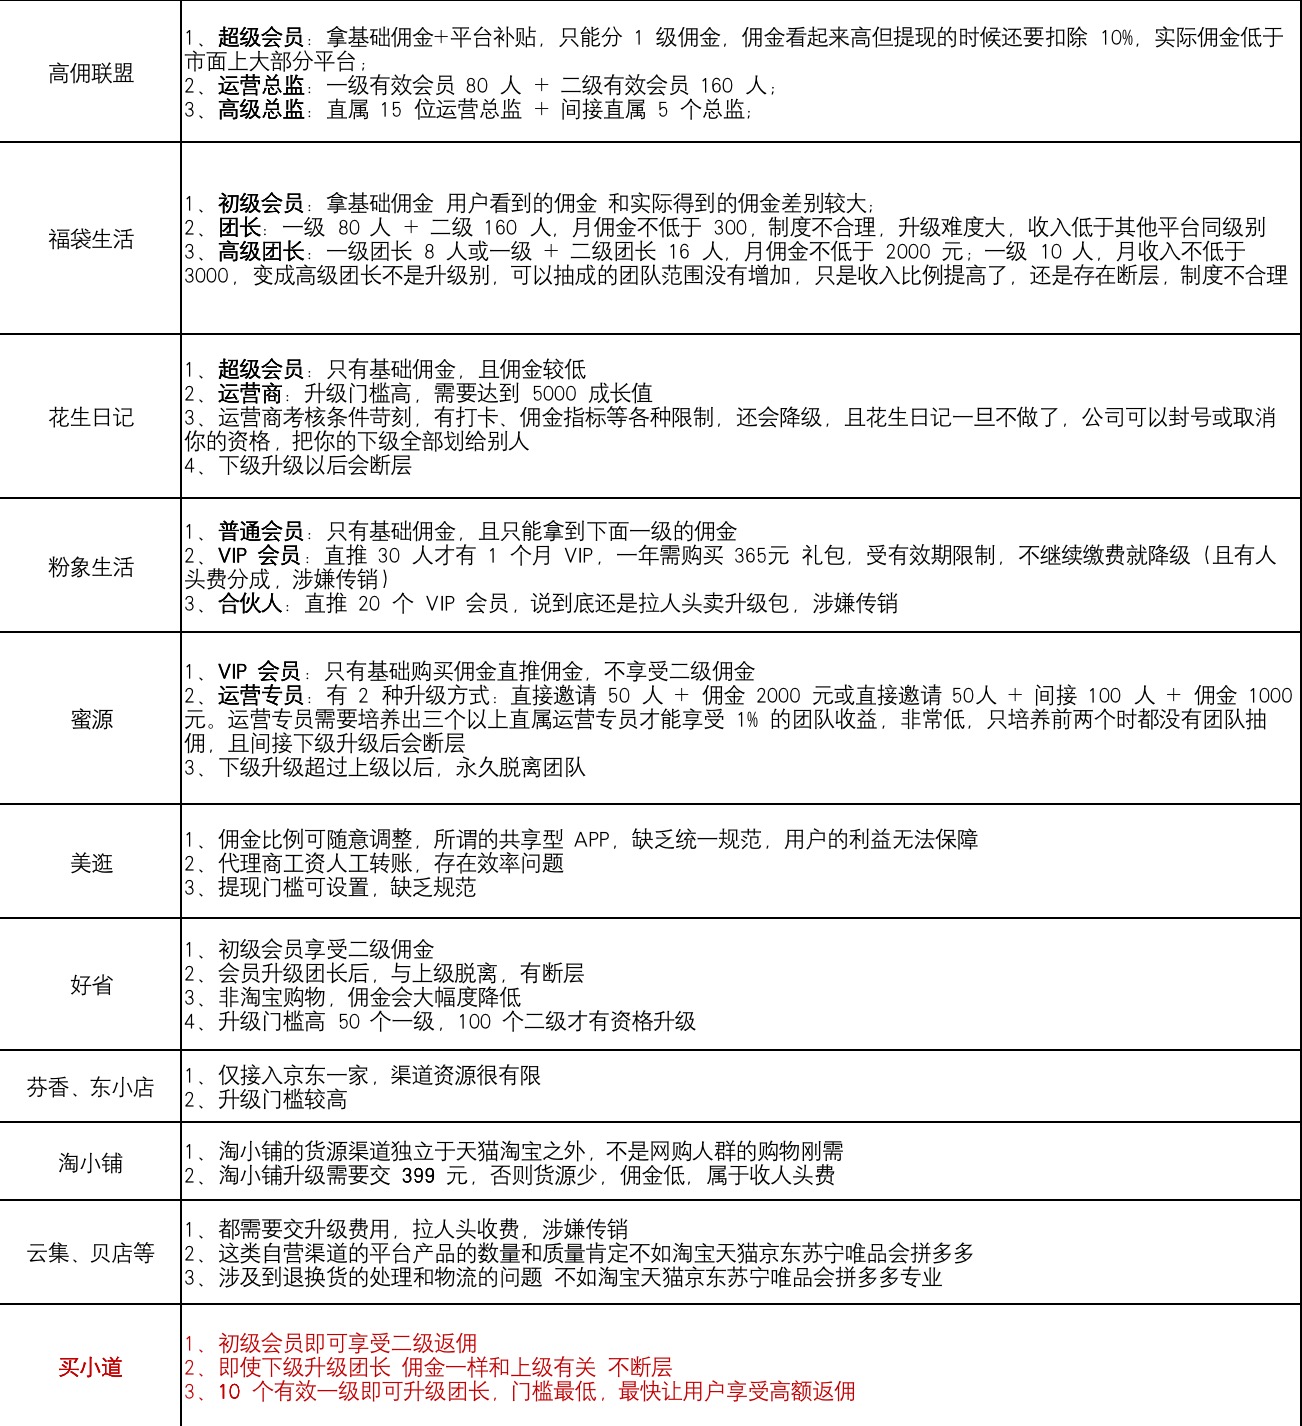 高佣联盟
1、超级会员：拿基础佣金+平台补贴，只能分 1 级佣金，佣金看起来高但提现的时候还要扣除 10%，实际佣金低于
市面上大部分平台；
2、运营总监：一级有效会员 80 人 + 二级有效会员 160 人；
3、高级总监：直属 15 位运营总监 + 间接直属 5 个总监；
福袋生活
1、初级会员：拿基础佣金 用户看到的佣金 和实际得到的佣金差别较大；
2、团长：一级 80 人 + 二级 160 人，月佣金不低于 300，制度不合理，升级难度大，收入低于其他平台同级别
3、高级团长：一级团长 8 人或一级 + 二级团长 16 人，月佣金不低于 2000 元；一级 10 人，月收入不低于
3000，变成高级团长不是升级别，可以抽成的团队范围没有增加，只是收入比例提高了，还是存在断层，制度不合理
花生日记
1、超级会员：只有基础佣金，且佣金较低
2、运营商：升级门槛高，需要达到 5000 成长值
3、运营商考核条件苛刻，有打卡、佣金指标等各种限制，还会降级，且花生日记一旦不做了，公司可以封号或取消
你的资格，把你的下级全部划给别人
4、下级升级以后会断层
粉象生活
1、普通会员：只有基础佣金，且只能拿到下面一级的佣金
2、VIP 会员：直推 30 人才有 1 个月 VIP，一年需购买 365元 礼包，受有效期限制，不继续缴费就降级（且有人
头费分成，涉嫌传销）
3、合伙人：直推 20 个 VIP 会员，说到底还是拉人头卖升级包，涉嫌传销
蜜源
1、VIP 会员：只有基础购买佣金直推佣金，不享受二级佣金
2、运营专员：有 2 种升级方式：直接邀请 50 人 + 佣金 2000 元或直接邀请 50人 + 间接 100 人 + 佣金 1000
元。运营专员需要培养出三个以上直属运营专员才能享受 1% 的团队收益，非常低，只培养前两个时都没有团队抽
佣，且间接下级升级后会断层
3、下级升级超过上级以后，永久脱离团队
美逛
1、佣金比例可随意调整，所谓的共享型 APP，缺乏统一规范，用户的利益无法保障
2、代理商工资人工转账，存在效率问题
3、提现门槛可设置，缺乏规范
好省
1、初级会员享受二级佣金
2、会员升级团长后，与上级脱离，有断层
3、非淘宝购物，佣金会大幅度降低
4、升级门槛高 50 个一级，100 个二级才有资格升级
芬香、东小店
1、仅接入京东一家，渠道资源很有限
2、升级门槛较高
淘小铺
1、淘小铺的货源渠道独立于天猫淘宝之外，不是网购人群的购物刚需
2、淘小铺升级需要交 399 元，否则货源少，佣金低，属于收人头费
云集、贝店等
1、都需要交升级费用，拉人头收费，涉嫌传销
2、这类自营渠道的平台产品的数量和质量肯定不如淘宝天猫京东苏宁唯品会拼多多
3、涉及到退换货的处理和物流的问题 不如淘宝天猫京东苏宁唯品会拼多多专业
买小道
1、初级会员即可享受二级返佣
2、即使下级升级团长 佣金一样和上级有关 不断层
3、10 个有效一级即可升级团长，门槛最低，最快让用户享受高额返佣